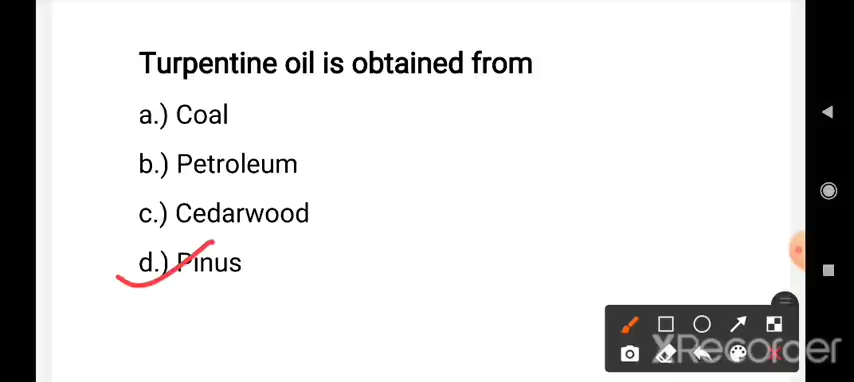 Turpentine oil is obtained from
a.) Coal
b.) Petroleum
c.) Cedarwood
d.) Pinus
XRecorder